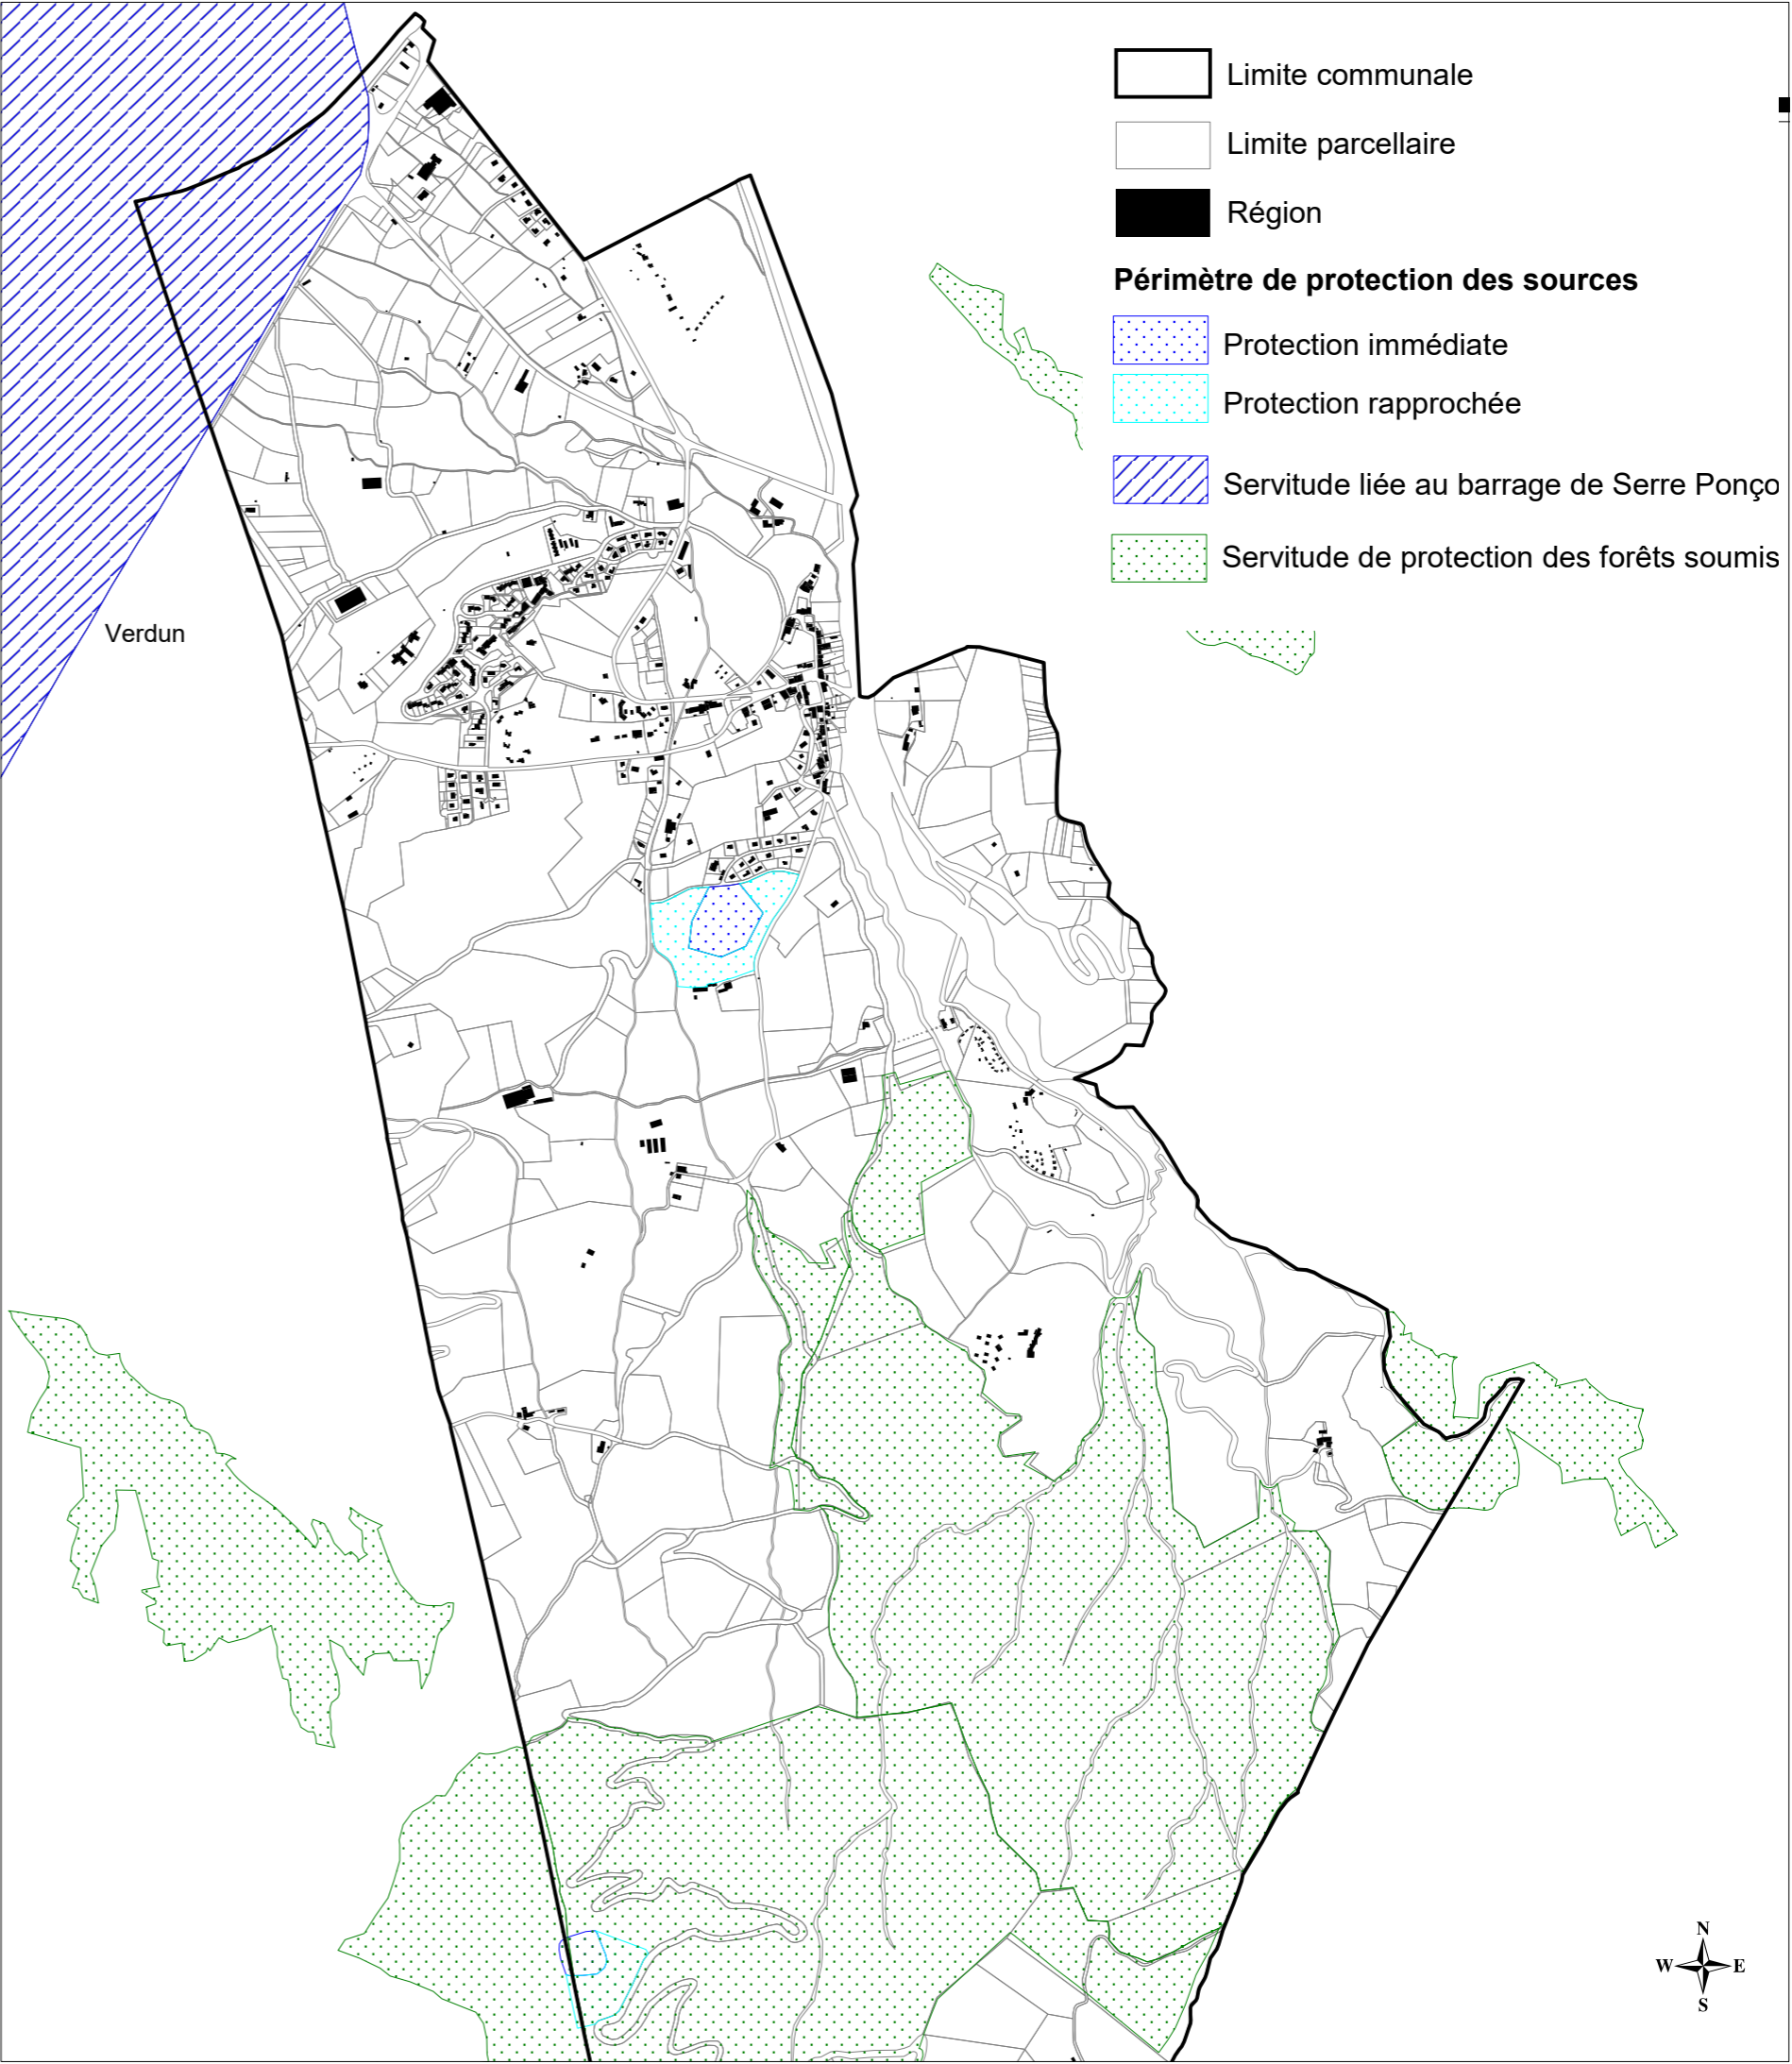 Limite communale
Limite parcellaire
Région
Périmètre de protection des sources
Protection immédiate
Protection rapprochée
Servitude liée au barrage de Serre Ponço
Servitude de protection des forêts soumis
Verdun
N
W E
S